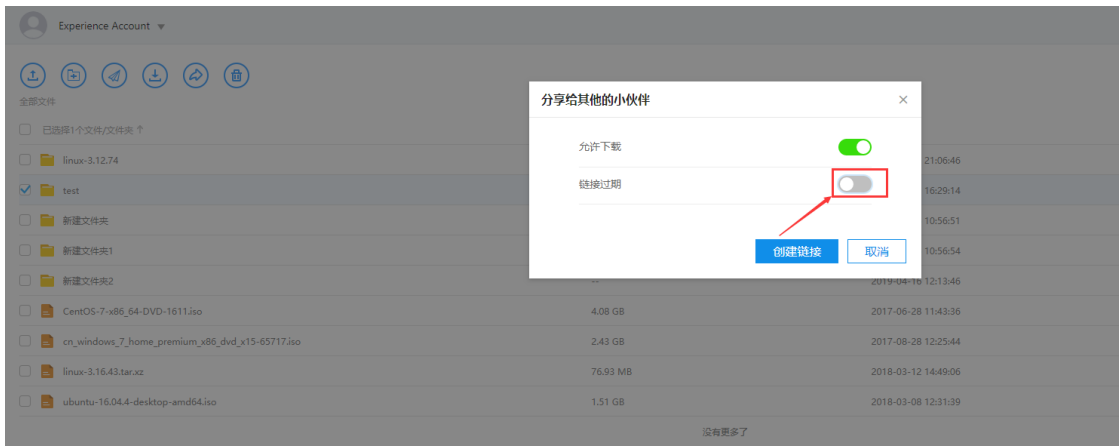 Experience Account
全部文件
已选择1个文件/文件夹
linux-3.12.74 21:06:46
test 16:29:14
新建文件夹 10:56:51
新建文件夹1 10:56:54
新建文件夹2 -- 2019-04-16 12:13:46
CentOS-7-x86_64-DVD-1611.iso 4.08 GB 2017-06-28 11:43:36
cn_windows_7_home_premium_x86_dvd_x15-65717.iso 2.43 GB 2017-08-28 12:25:44
linux-3.16.43.tar.xz 76.93 MB 2018-03-12 14:49:06
ubuntu-16.04.4-desktop-amd64.iso 1.51 GB 2018-03-08 12:31:39
没有更多了
分享给其他的小伙伴
允许下载
链接过期
创建链接 取消